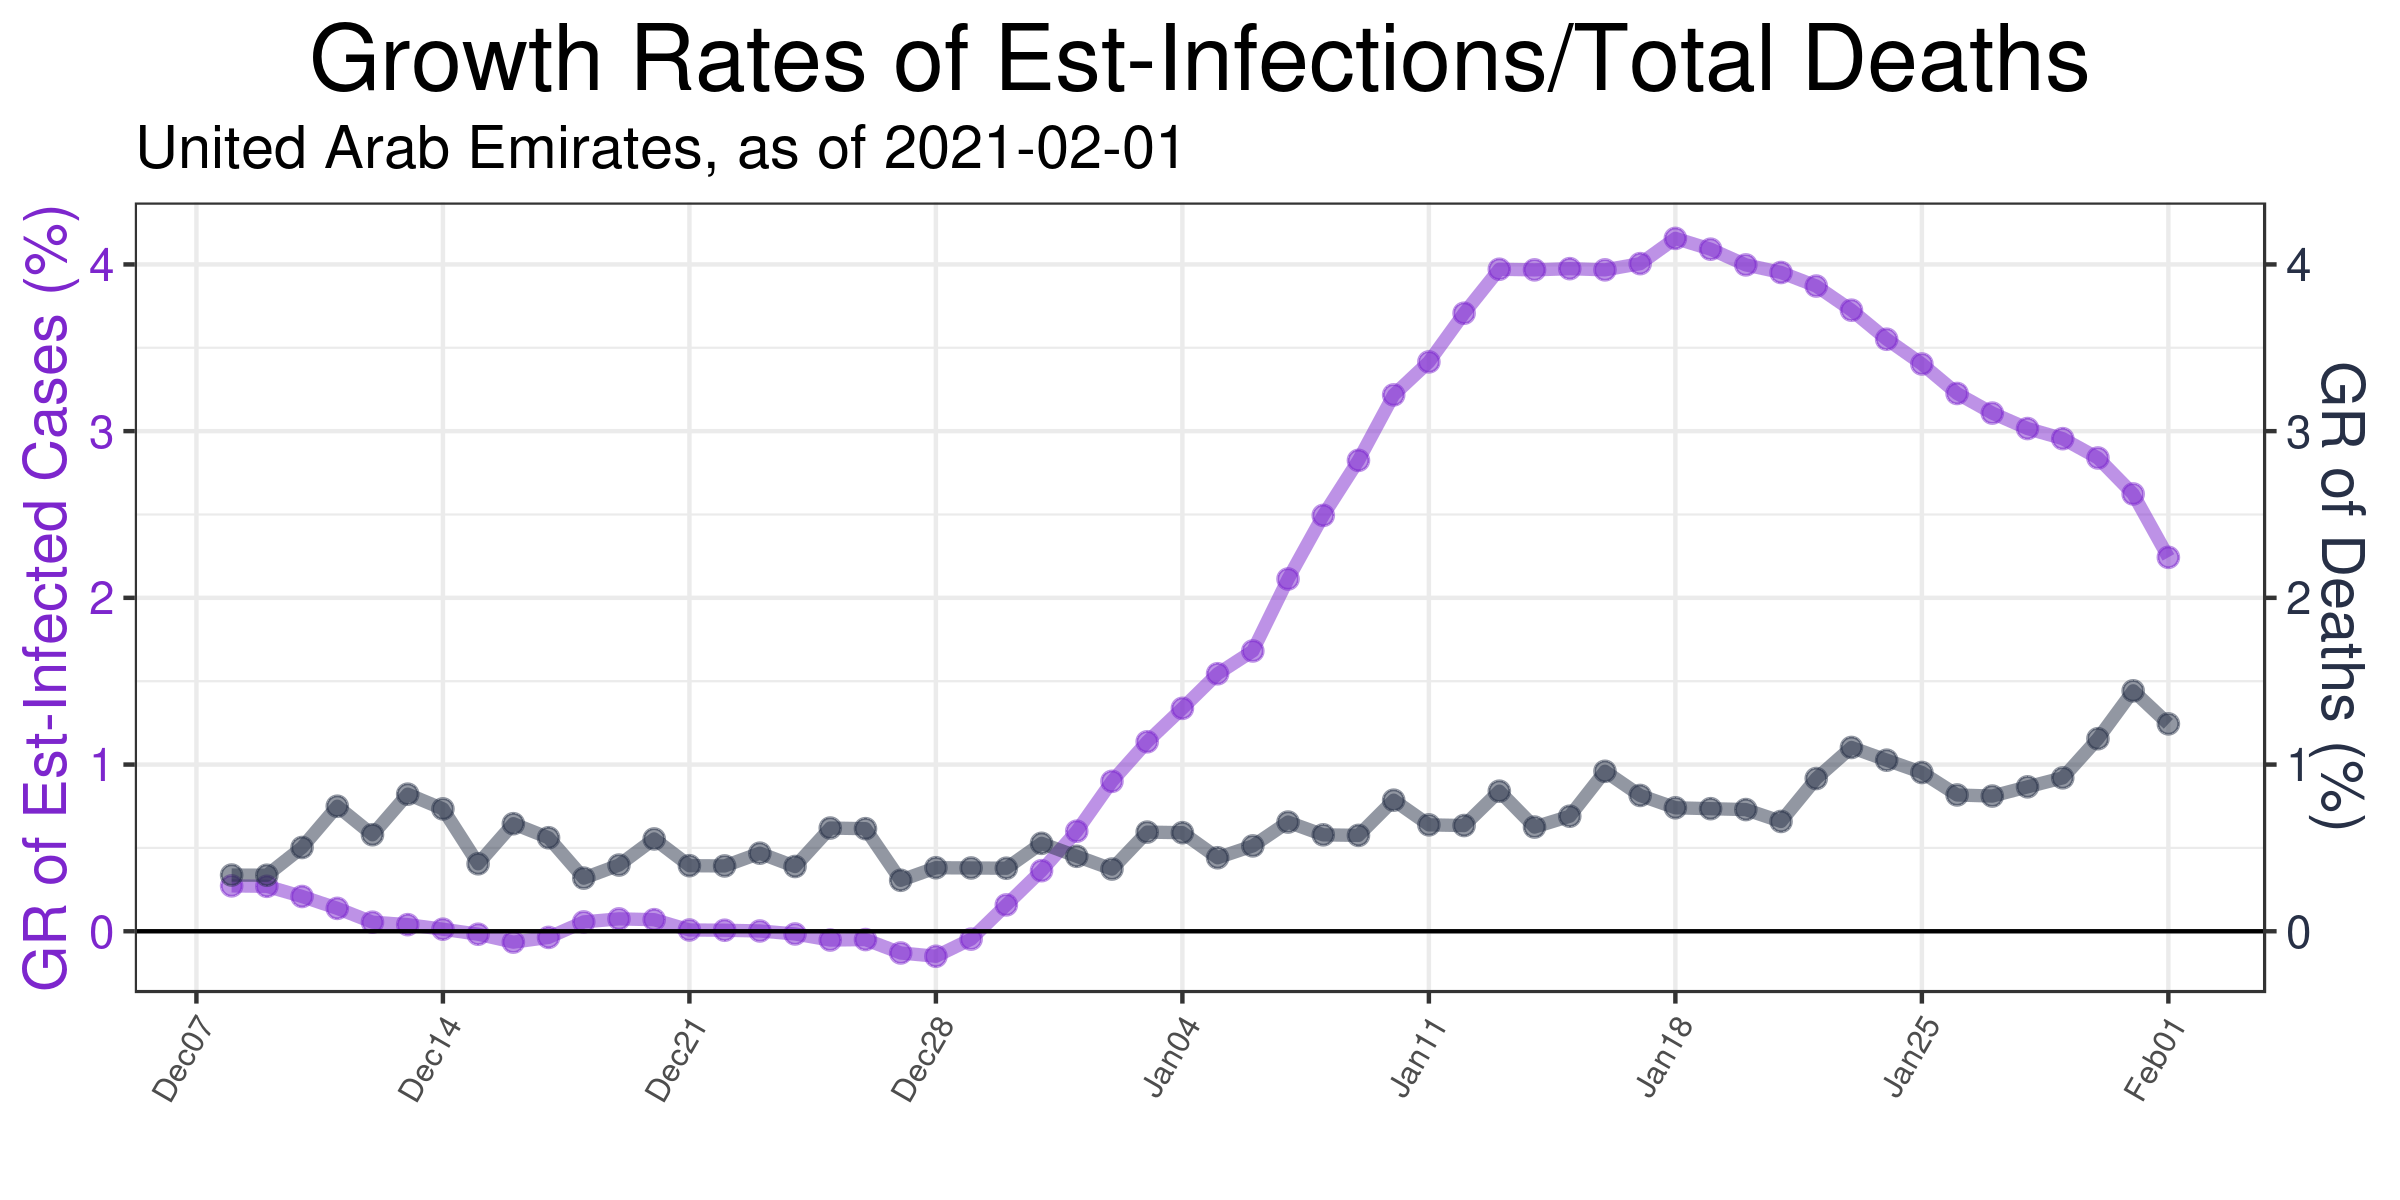 Growth Rates of Est-Infections/Total Deaths
United Arab Emirates, as of 2021-02-01
GR of Est-Infected Cases (%)
4
3
2
1
0
4
3
2
1
0
GR of Deaths (%)
Dec07
Dec14
Dec21
Dec28
Jan04
Jan11
Jan18
Jan25
Feb01